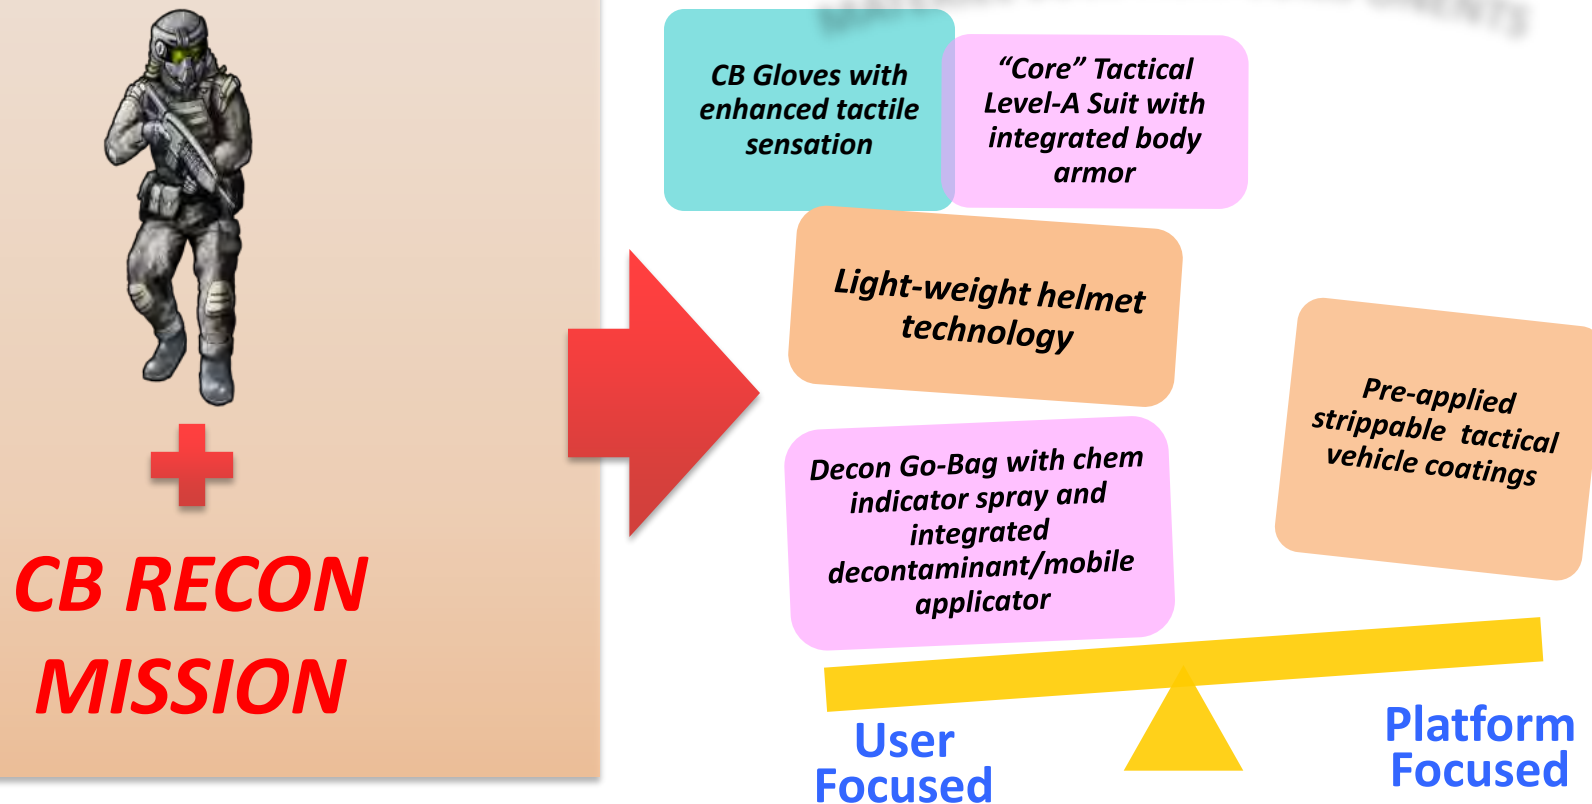 CB RECON
MISSION
CB Gloves with
enhanced tactile
sensation
“Core” Tactical
Level-A Suit with
integrated body
armor
Light-weight helmet
technology
Decon Go-Bag with chem
indicator spray and
integrated
decontaminant/mobile
applicator
Pre-applied
strippable tactical
vehicle coatings
User
Focused
Platform
Focused